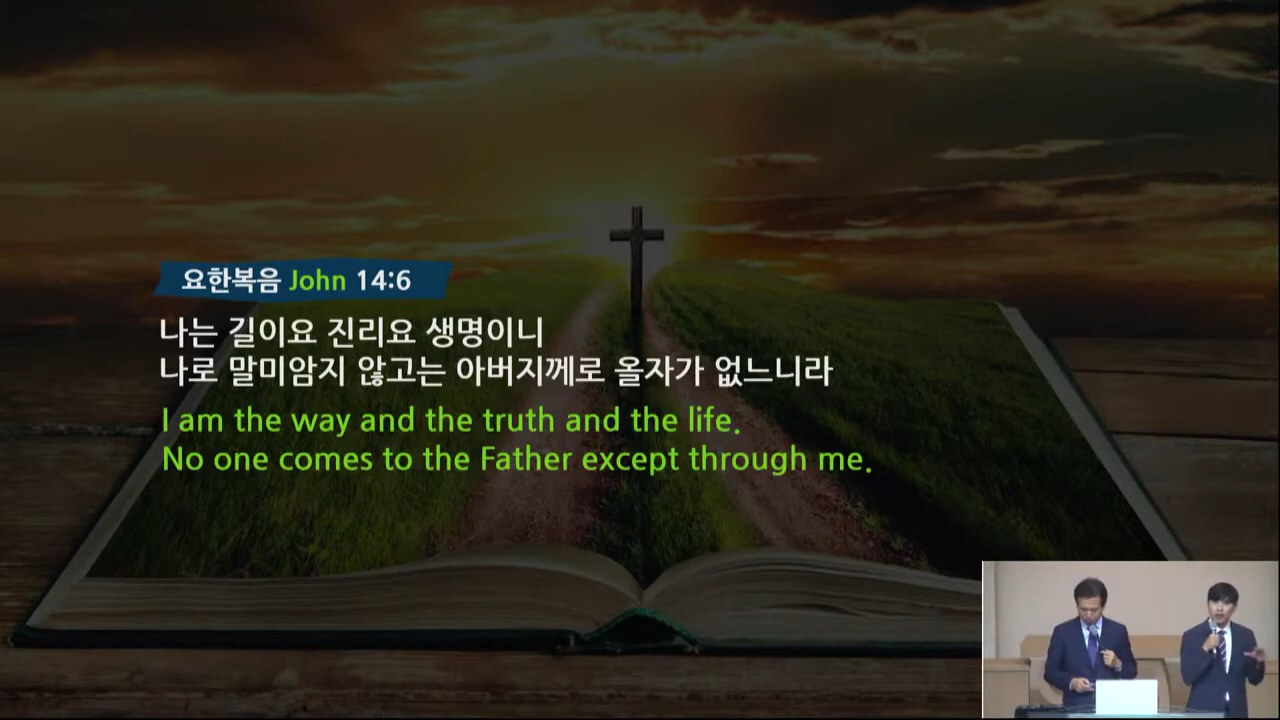 요한복음 John 14:6
나는 길이요 진리요 생명이니
나로 말미암지 않고는 아버지께로 올자가 없느니라
I am the way and the truth and the life.
No one comes to the Father except through me.